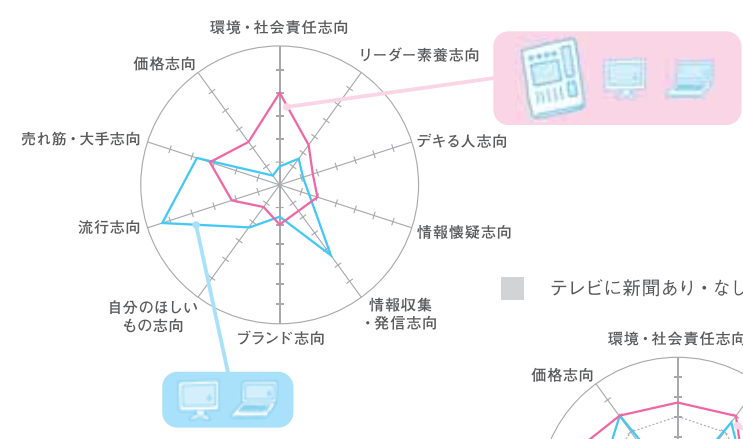 環境・社会責任志向
リーダー素養志向
価格志向
売れ筋・大手志向
デキる人志向
流行志向
情報懐疑志向
自分のほしい
もの志向
情報収集
・発信志向
ブランド志向
テレビに新聞あり・なし
環境・社会責任志向
価格志向